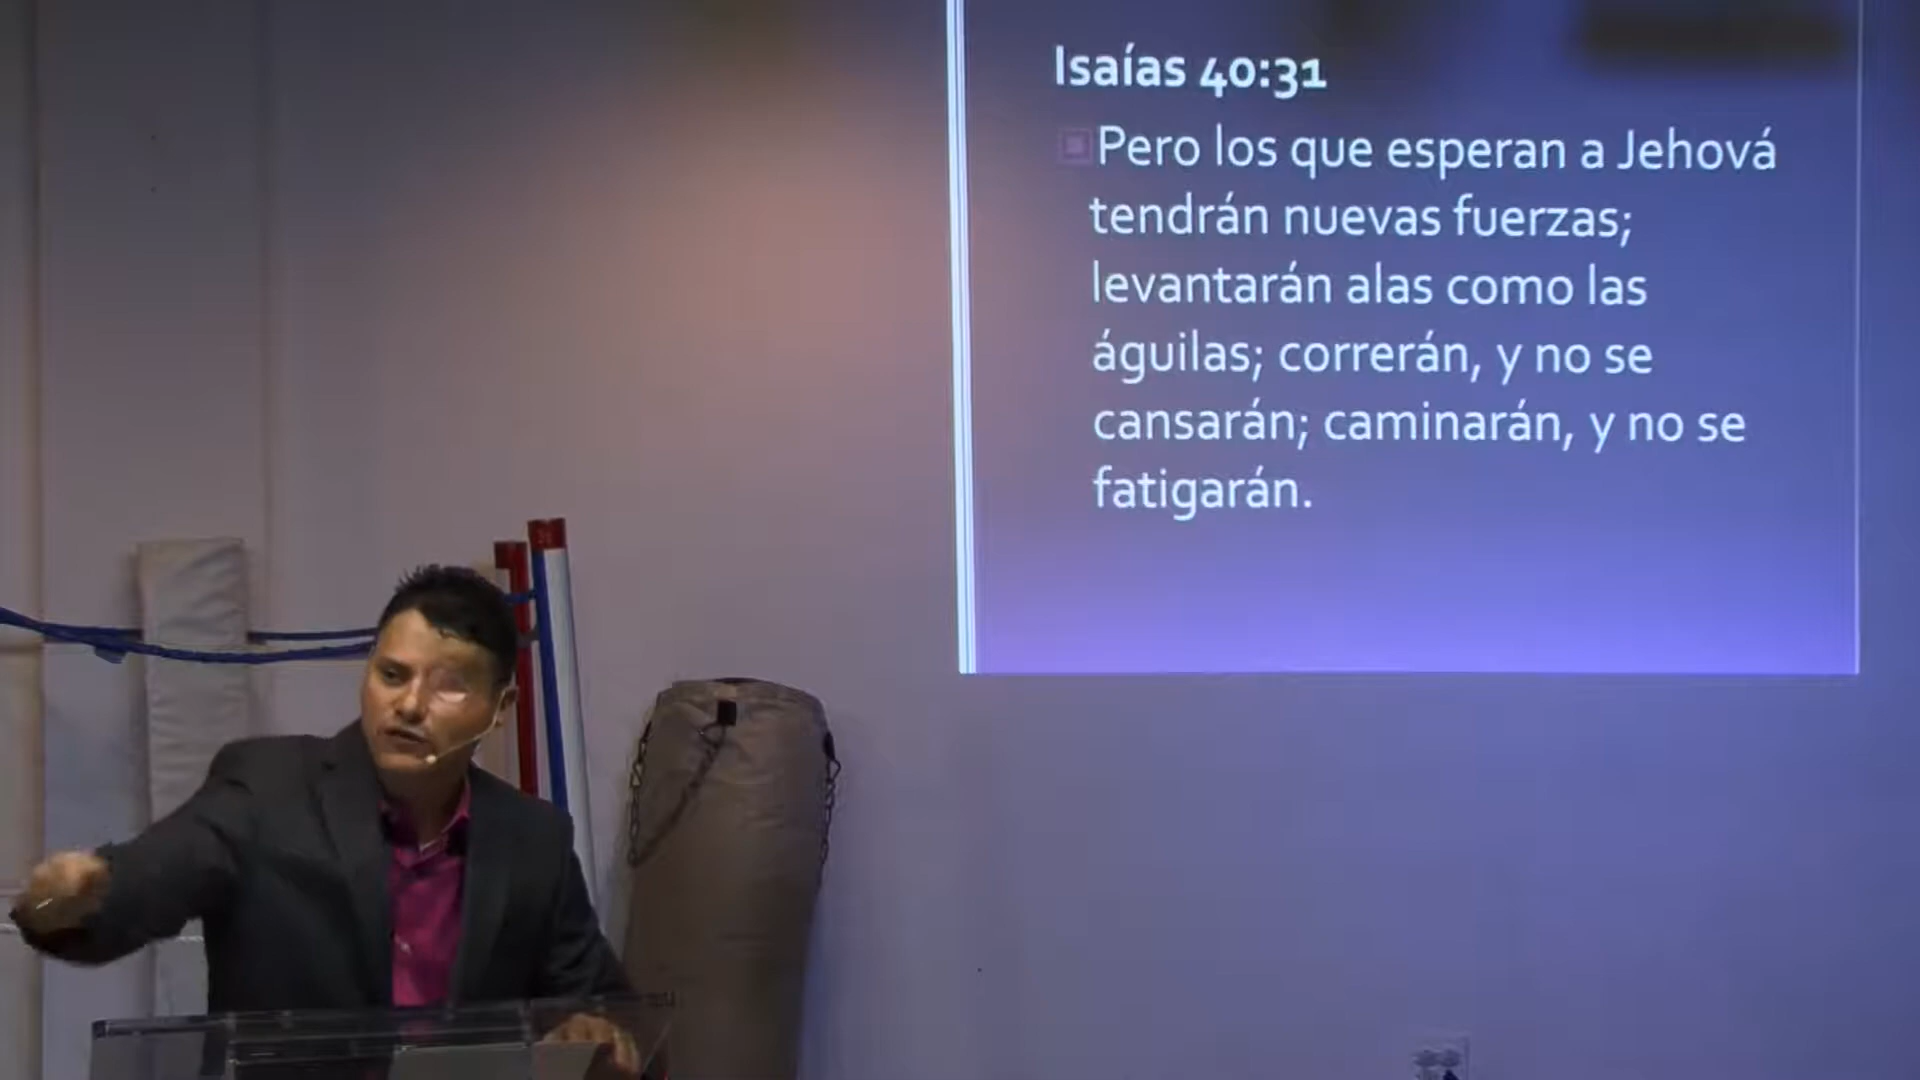 Isaías 40:31
Pero los que esperan a Jehová
tendrán nuevas fuerzas;
levantarán alas como las
águilas; correrán, y no se
cansarán; caminarán, y no se
fatigarán.